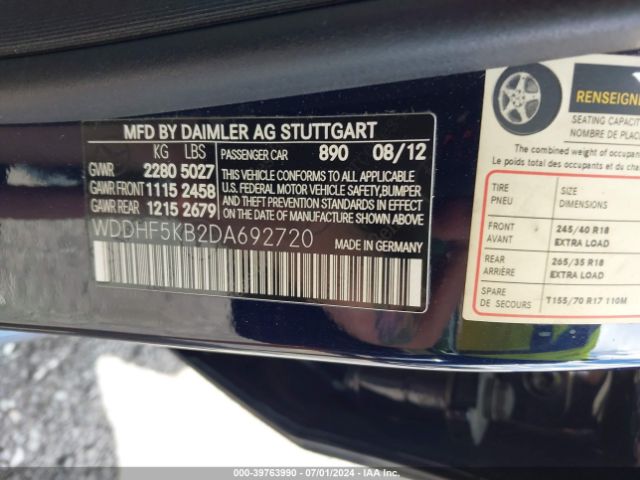 MFD BY DAIMLER AG STUTTGART
KG LBS PASSENGER CAR 890 08/12
GVWR 2280 5027
GAWR FRONT 1115 2458
GAWR REAR 1215 2679
THIS VEHICLE CONFORMS TO ALL APPLICABLE
U.S. FEDERAL MOTOR VEHICLE SAFETY, BUMPER
AND THEFT PREVENTION STANDARDS IN EFFECT
ON THE DATE OF MANUFACTURE SHOWN ABOVE.
WDDHF5KB2DA692720 MADE IN GERMANY
RENSEIGNE
SEATING CAPACITY
NOMBRE DE PLACE
The combined weight of occupants
Le poids total des occupants et du cha
TIRE
PNEU
SIZE
DIMENSIONS
FRONT
AVANT
245/40 R18
EXTRA LOAD
REAR
ARRIÈRE
265/35 R18
EXTRA LOAD
SPARE
DE SECOURS
T155/70 R17 110M
000-39763990 • 07/01/2024 • IAA Inc.